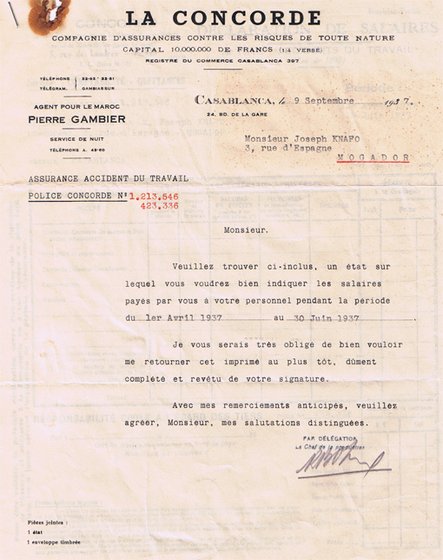 LA CONCORDE
COMPAGNIE D'ASSURANCES CONTRE LES RISQUES DE TOUTE NATURE
CAPITAL 10.000.000 DE FRANCS (1/4 VERSÉ)
REGISTRE DU COMMERCE CASABLANCA 397
TÉLÉPHONE
TÉLÉGRAM. GAMBIASSUR
AGENT POUR LE MAROC
PIERRE GAMBIER
SERVICE DE NUIT
TÉLÉPHONE A. 49-60
CASABLANCA, le 9 Septembre 1937.
24, BD. DE LA GARE
Monsieur Joseph KNAFO
3, rue d'Espagne
MOGADOR
ASSURANCE ACCIDENT DU TRAVAIL
POLICE CONCORDE N° 1,213,546
423,336
Monsieur.
Veuillez trouver ci-inclus, un état sur
lequel vous voudrez bien indiquer les salaires
payés par vous à votre personnel pendant la période
du 1er Avril 1937 au 30 Juin 1937
Je vous serais très obligé de bien vouloir
me retourner cet imprimé au plus tôt, dûment
complété et revêtu de votre signature.
Avec mes remerciements anticipés, veuillez
agréer, Monsieur, mes salutations distinguées.
PAR DÉLÉGATION
Le Chef de la
Pièces jointes :
1 état
1 enveloppe timbrée